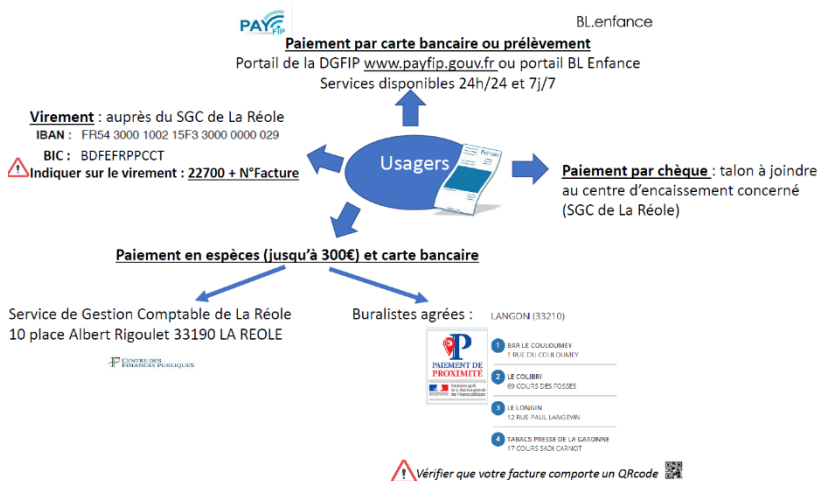 PAY FiP
BL.enfance
Paiement par carte bancaire ou prélèvement
Portail de la DGFIP www.payfip.gouv.fr ou portail BL Enfance
Services disponibles 24h/24 et 7j/7
Virement : auprès du SGC de La Réole
IBAN : FR54 3000 1002 15F3 3000 0000 029
BIC : BDFEFRPPCCT
Indiquer sur le virement : 22700 + N°Facture
Usagers
FACTURE
Paiement par chèque : talon à joindre
au centre d'encaissement concerné
(SGC de La Réole)
Paiement en espèces (jusqu'à 300€) et carte bancaire
Service de Gestion Comptable de La Réole
10 place Albert Rigoulet 33190 LA REOLE
CENTRE DES
FINANCES PUBLIQUES
Buralistes agrées :
LANGON (33210)
PAIEMENT DE
PROXIMITÉ
1 BAR LE COULOUMEY
1 RUE DU COULOUMEY
2 LE COLIBRI
69 COURS DES FOSSES
3 LE LONGIN
12 RUE PAUL LANGEVIN
4 TABACS PRESSE DE LA GARONNE
17 COURS SADI CARNOT
Vérifier que votre facture comporte un QRcode